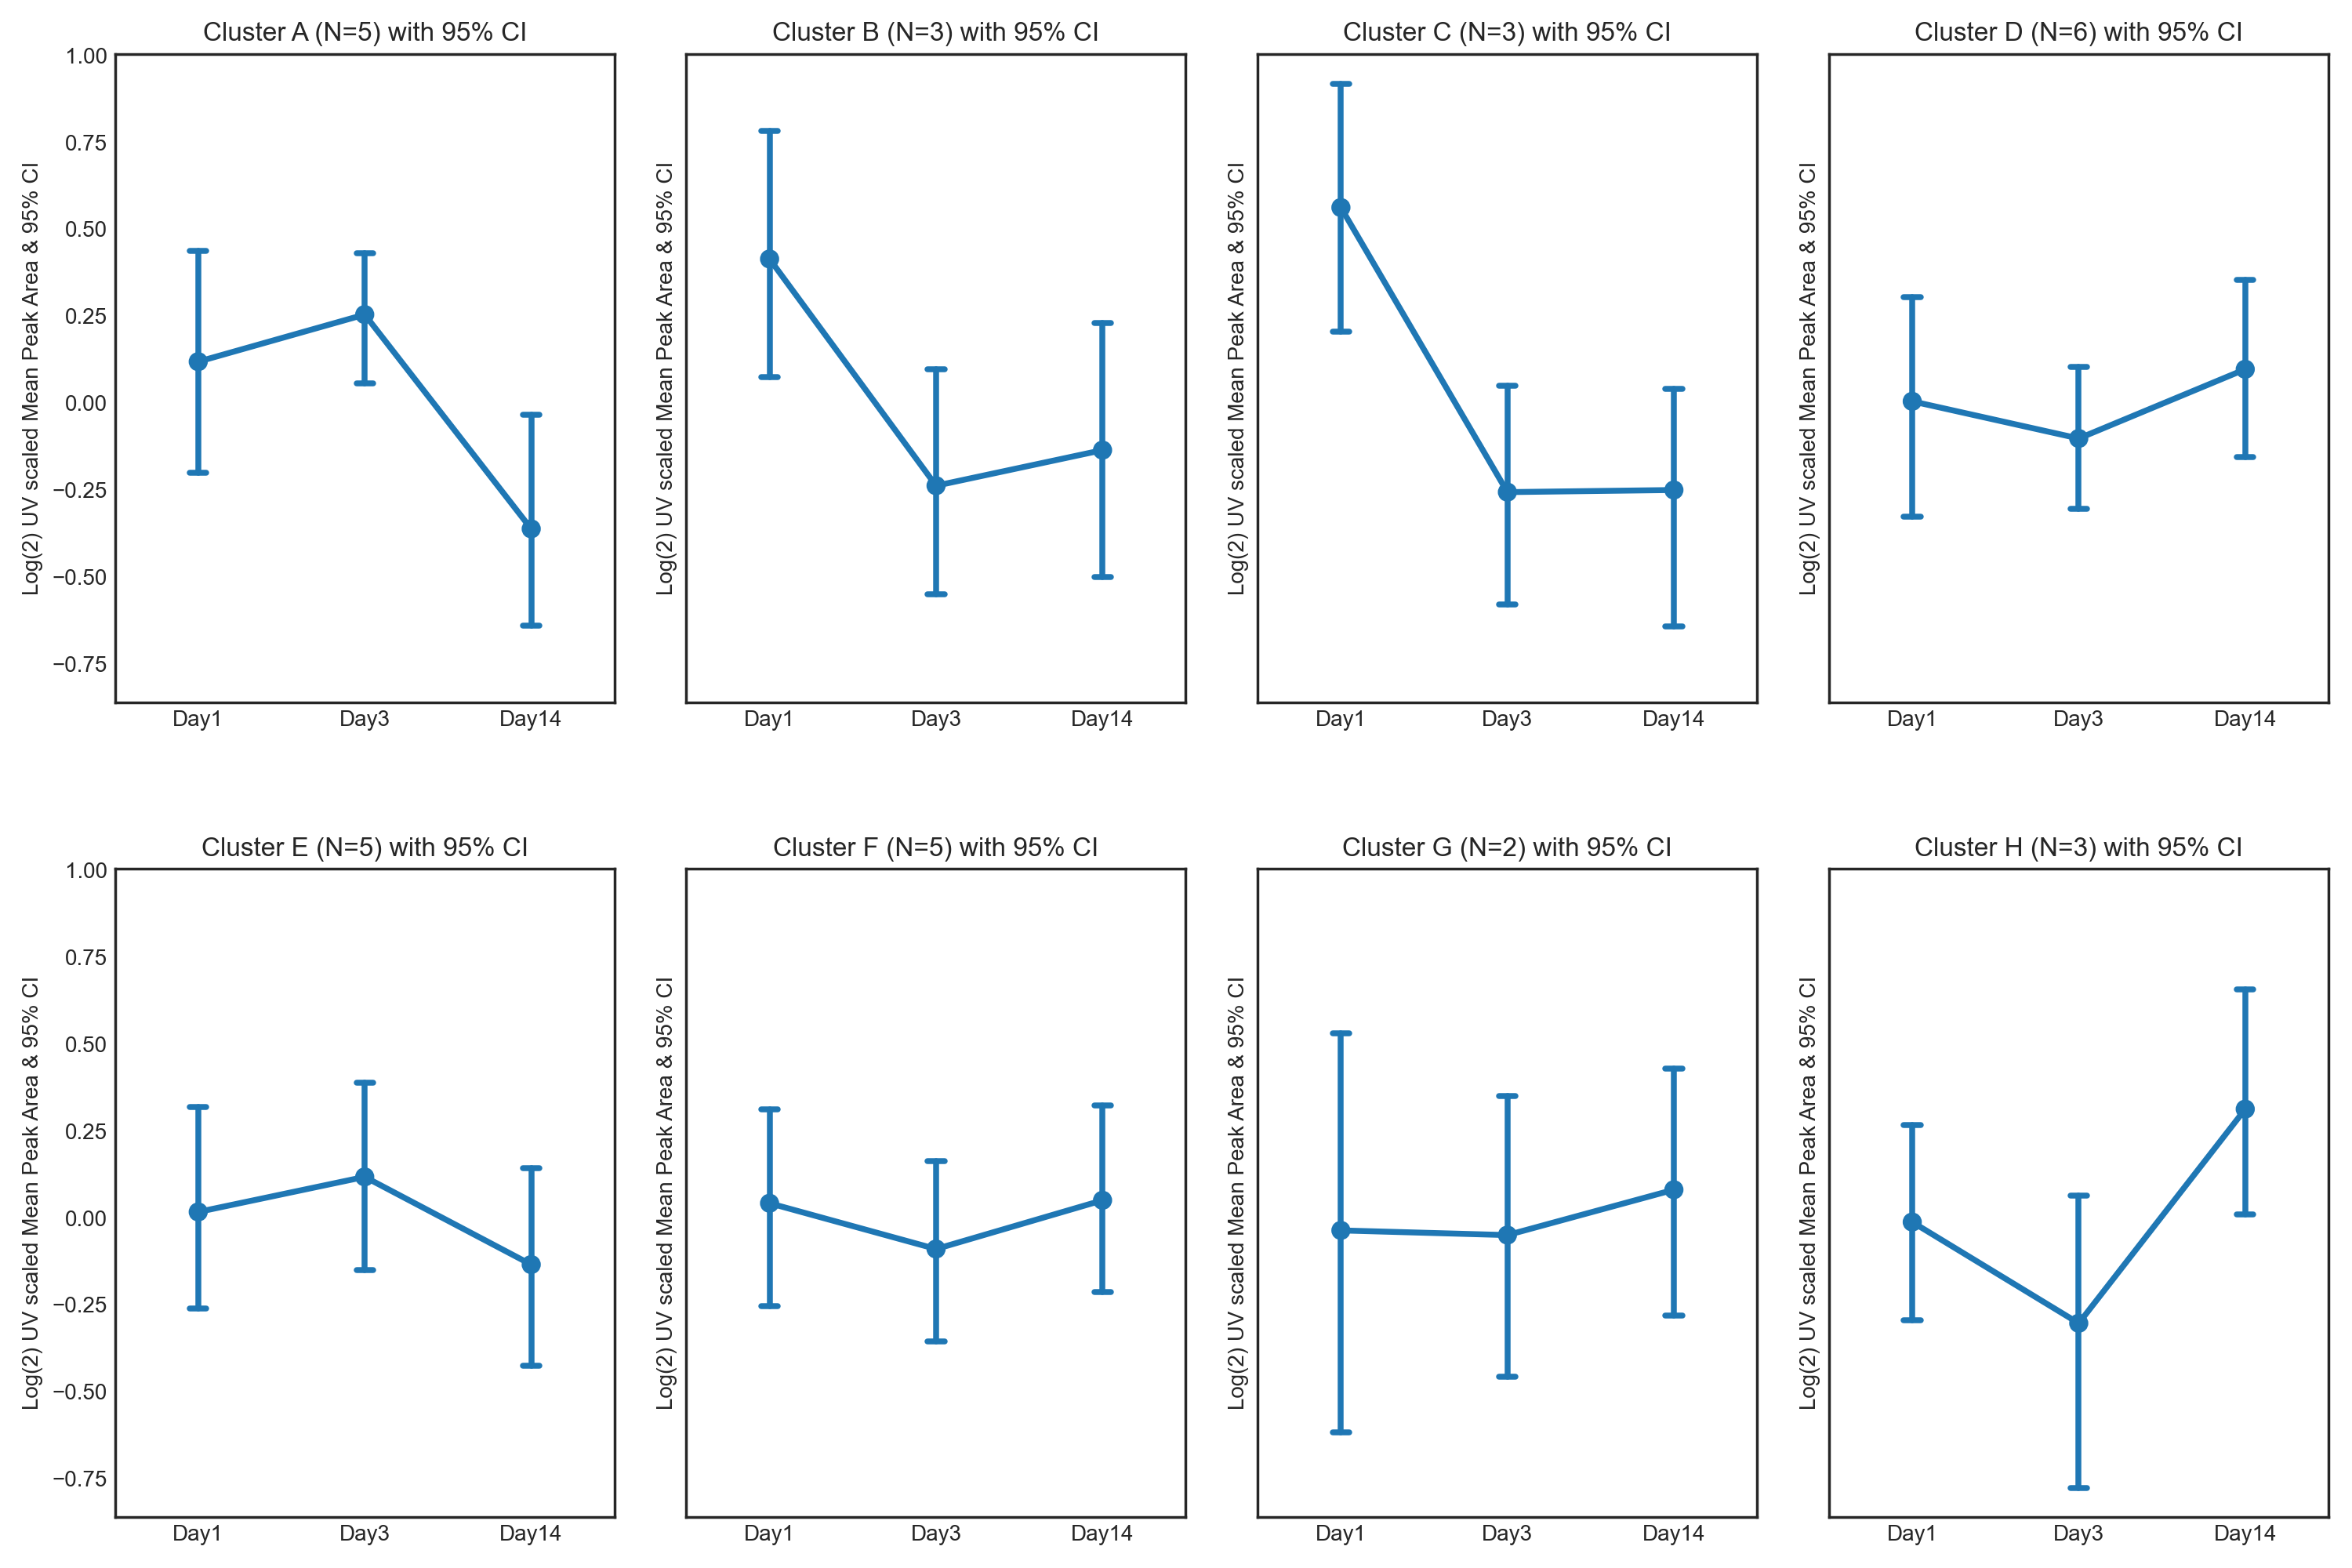 Cluster A (N=5) with 95% CI
Log(2) UV scaled Mean Peak Area & 95% CI
1.00
0.75
0.50
0.25
0.00
−0.25
−0.50
−0.75
Day1 Day3 Day14
Cluster B (N=3) with 95% CI
Log(2) UV scaled Mean Peak Area & 95% CI
Day1 Day3 Day14
Cluster C (N=3) with 95% CI
Log(2) UV scaled Mean Peak Area & 95% CI
Day1 Day3 Day14
Cluster D (N=6) with 95% CI
Log(2) UV scaled Mean Peak Area & 95% CI
Day1 Day3 Day14
Cluster E (N=5) with 95% CI
Log(2) UV scaled Mean Peak Area & 95% CI
1.00
0.75
0.50
0.25
0.00
−0.25
−0.50
−0.75
Day1 Day3 Day14
Cluster F (N=5) with 95% CI
Log(2) UV scaled Mean Peak Area & 95% CI
Day1 Day3 Day14
Cluster G (N=2) with 95% CI
Log(2) UV scaled Mean Peak Area & 95% CI
Day1 Day3 Day14
Cluster H (N=3) with 95% CI
Log(2) UV scaled Mean Peak Area & 95% CI
Day1 Day3 Day14